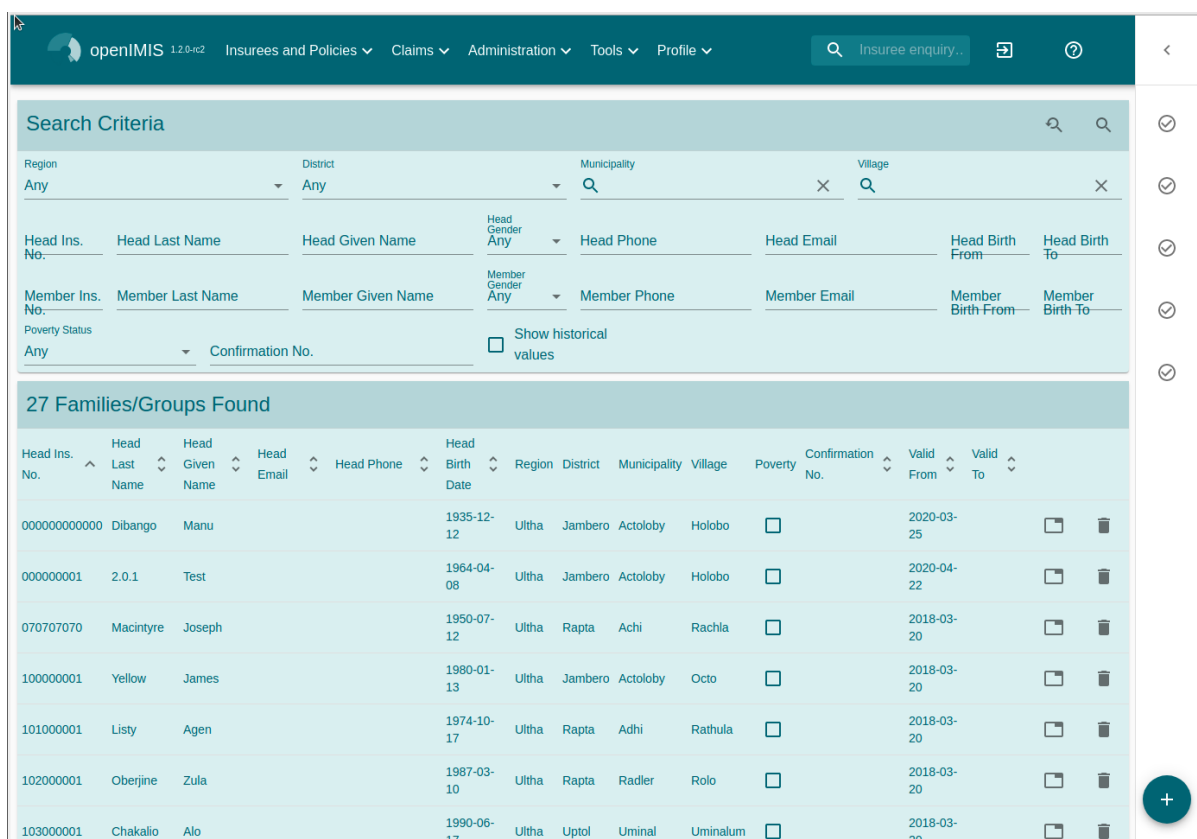 openIMIS 1.2.0-rc2 Insurees and Policies Claims Administration Tools Profile Insuree enquiry..
Search Criteria
Region District Municipality Village
Any Any
Head Ins. No. Head Last Name Head Given Name Head Gender Any Head Phone Head Email Head Birth From Head Birth To
Member Ins. No. Member Last Name Member Given Name Member Gender Any Member Phone Member Email Member Birth From Member Birth To
Poverty Status
Any Confirmation No. Show historical values
27 Families/Groups Found
Head Ins. No. Head Last Name Head Given Name Head Email Head Phone Head Birth Date Region District Municipality Village Poverty Confirmation No. Valid From Valid To
000000000000 Dibango Manu 1935-12-12 Ultha Jambero Actoloby Holobo 2020-03-25
000000001 2.0.1 Test 1964-04-08 Ultha Jambero Actoloby Holobo 2020-04-22
070707070 Macintyre Joseph 1950-07-12 Ultha Rapta Achi Rachla 2018-03-20
100000001 Yellow James 1980-01-13 Ultha Jambero Actoloby Octo 2018-03-20
101000001 Listy Agen 1974-10-17 Ultha Rapta Adhi Rathula 2018-03-20
102000001 Oberjine Zula 1987-03-10 Ultha Rapta Radler Rolo 2018-03-20
103000001 Chakalio Alo 1990-06- Ultha Uptol Uminal Uminalum 2018-03-